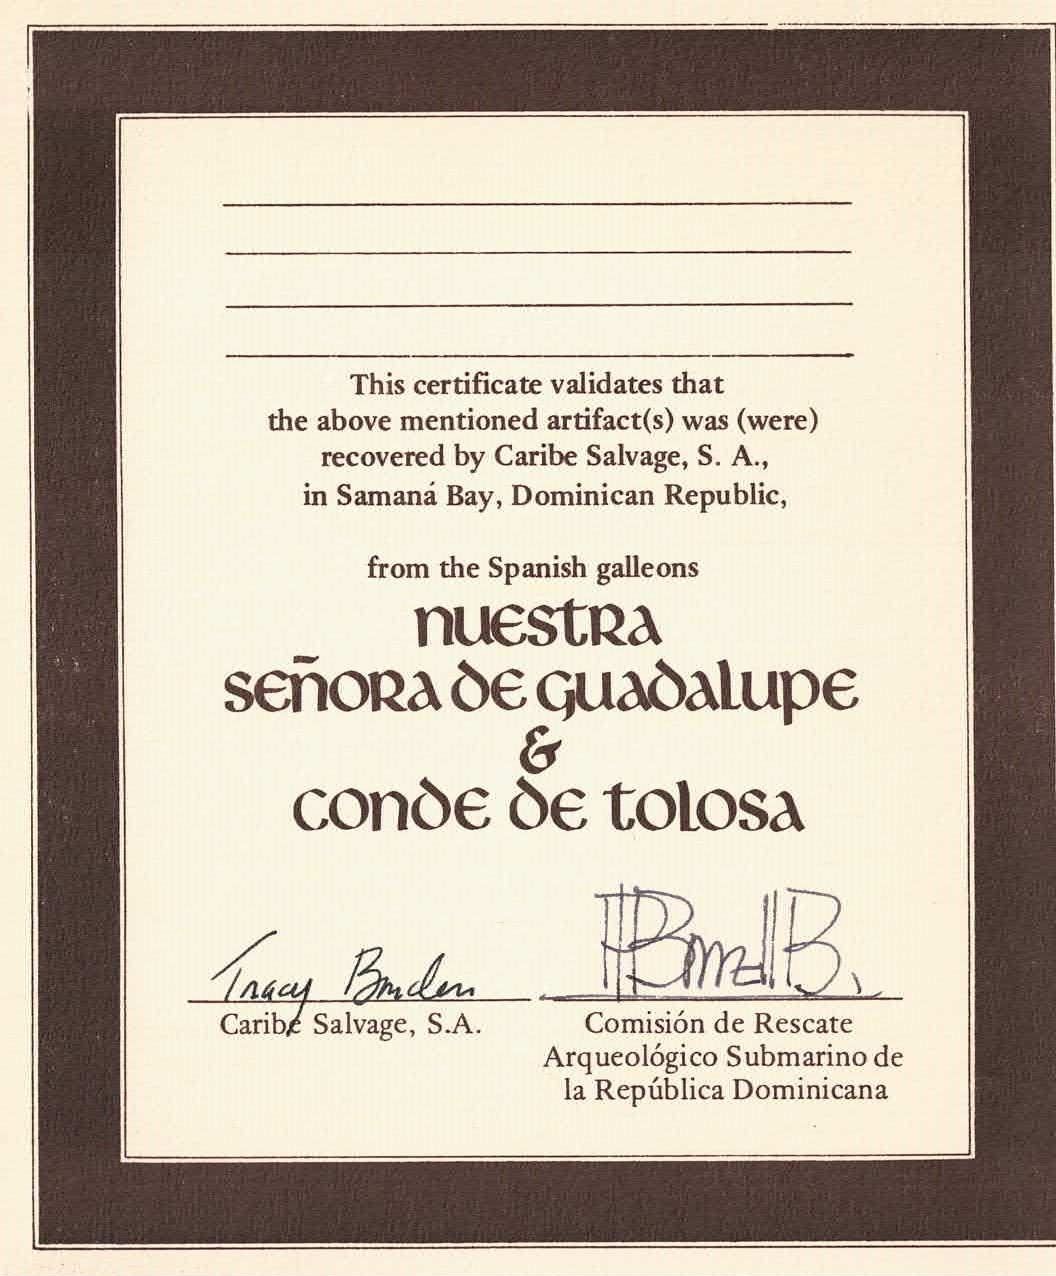 This certificate validates that
the above mentioned artifact(s) was (were)
recovered by Caribe Salvage, S. A.,
in Samaná Bay, Dominican Republic,
from the Spanish galleons
nuestra
señora de guadalupe
&
conde de tolosa
Tracy Bowden
Caribe Salvage, S.A.
Comisión de Rescate
Arqueológico Submarino de
la República Dominicana